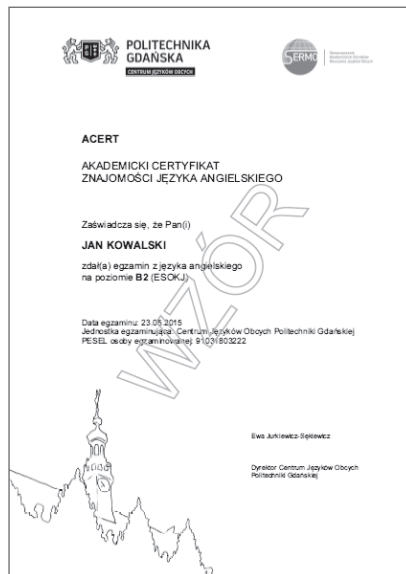 POLITECHNIKA
GDAŃSKA
CENTRUM JĘZYKÓW OBCYCH
SERMO
ACERT
AKADEMICKI CERTYFIKAT
ZNAJOMOŚCI JĘZYKA ANGIELSKIEGO
Zaświadcza się, że Pan(i)
JAN KOWALSKI
zdał(a) egzamin z języka angielskiego
na poziomie B2 (ESOKJ)
WZÓR
Data egzaminu: 23.05.2015
Jednostka egzaminująca: Centrum Języków Obcych Politechniki Gdańskiej
PESEL osoby egzaminowanej: 91031803222
Ewa Jurkiewicz-Sękiewicz
Dyrektor Centrum Języków Obcych
Politechniki Gdańskiej